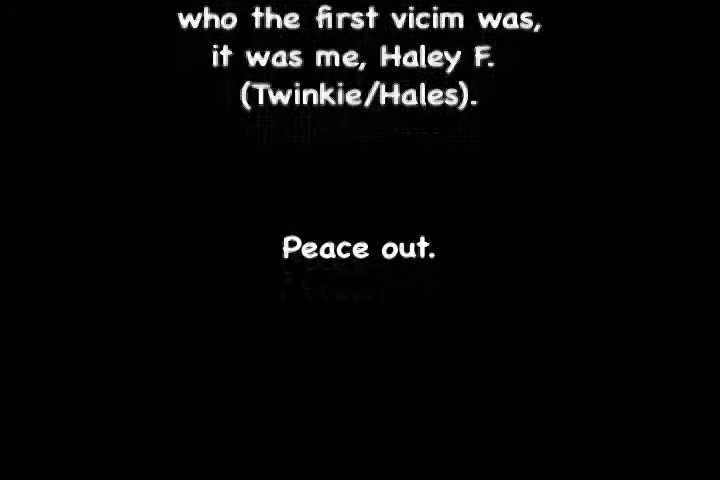 who the first vicim was,
it was me, Haley F.
(Twinkie/Hales).
Peace out.